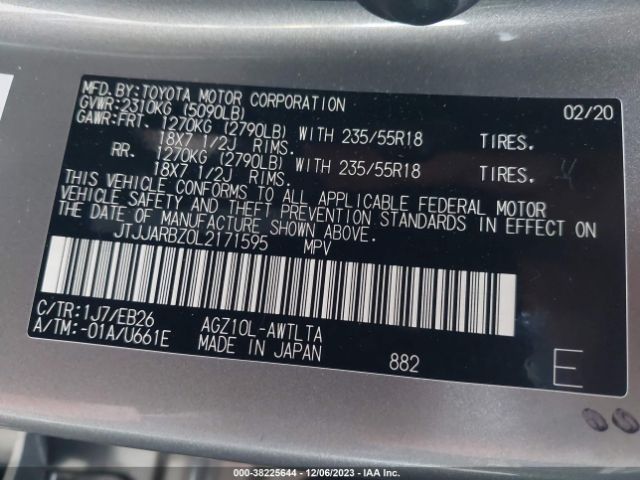 MFD. BY: TOYOTA MOTOR CORPORATION 02/20
GVWR: 2310KG (5090LB)
GAWR: FRT. 1270KG (2790LB) WITH 235/55R18 TIRES.
18X7 1/2J RIMS.
RR. 1270KG (2790LB) WITH 235/55R18 TIRES.
18X7 1/2J RIMS.
THIS VEHICLE CONFORMS TO ALL APPLICABLE FEDERAL MOTOR
VEHICLE SAFETY AND THEFT PREVENTION STANDARDS IN EFFECT ON
THE DATE OF MANUFACTURE SHOWN ABOVE.
JTJJARBZ0L2171595 MPV
C/TR: 1J7/EB26 AGZ10L-AWTLTA
A/TM: -01A/U661E MADE IN JAPAN 882 E
000-38225644 - 12/06/2023 - IAA Inc.